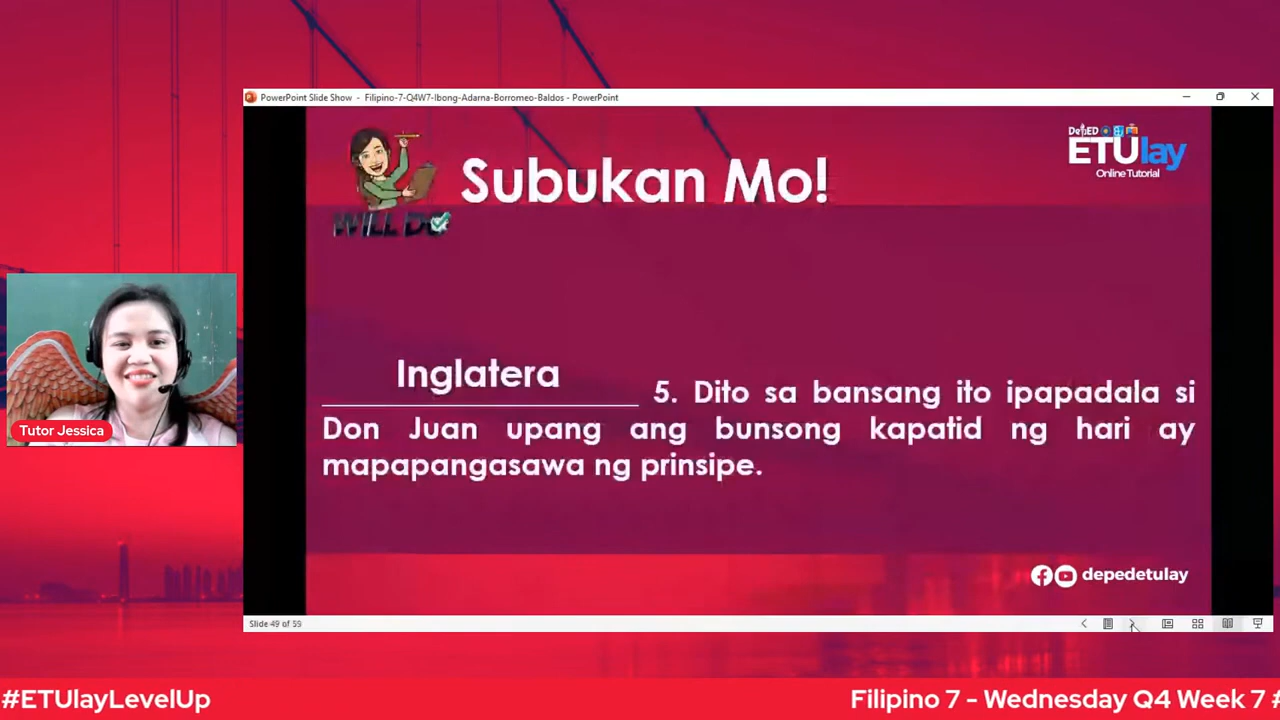 PowerPoint Slide Show - Filipino-7-Q4W7-Ibong-Adarna-Borromeo-Baldos - PowerPoint
DepED
ETUlay
Online Tutorial
Subukan Mo!
WILL DO
Inglatera
5. Dito sa bansang ito ipapadala si
Don Juan upang ang bunsong kapatid ng hari ay
mapapangasawa ng prinsipe.
Tutor Jessica
depedetulay
Slide 49 of 59
#ETUlayLevelUp
Filipino 7 - Wednesday Q4 Week 7 #